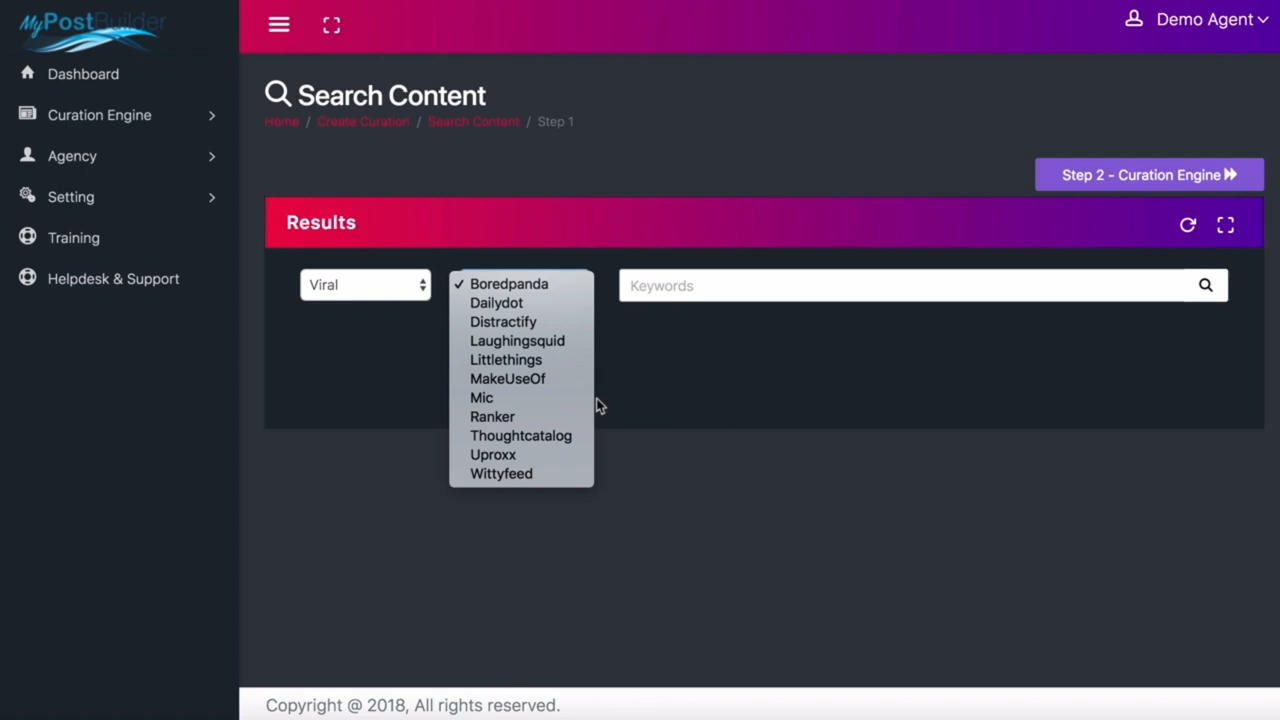 MyPostBuilder
Dashboard
Curation Engine
Agency
Setting
Training
Helpdesk & Support
Demo Agent
Search Content
Home / Create Curation / Search Content / Step 1
Step 2 - Curation Engine
Results
Viral
✓ Boredpanda
Dailydot
Distractify
Laughingsquid
Littlethings
MakeUseOf
Mic
Ranker
Thoughtcatalog
Uproxx
Wittyfeed
Keywords
Copyright @ 2018, All rights reserved.